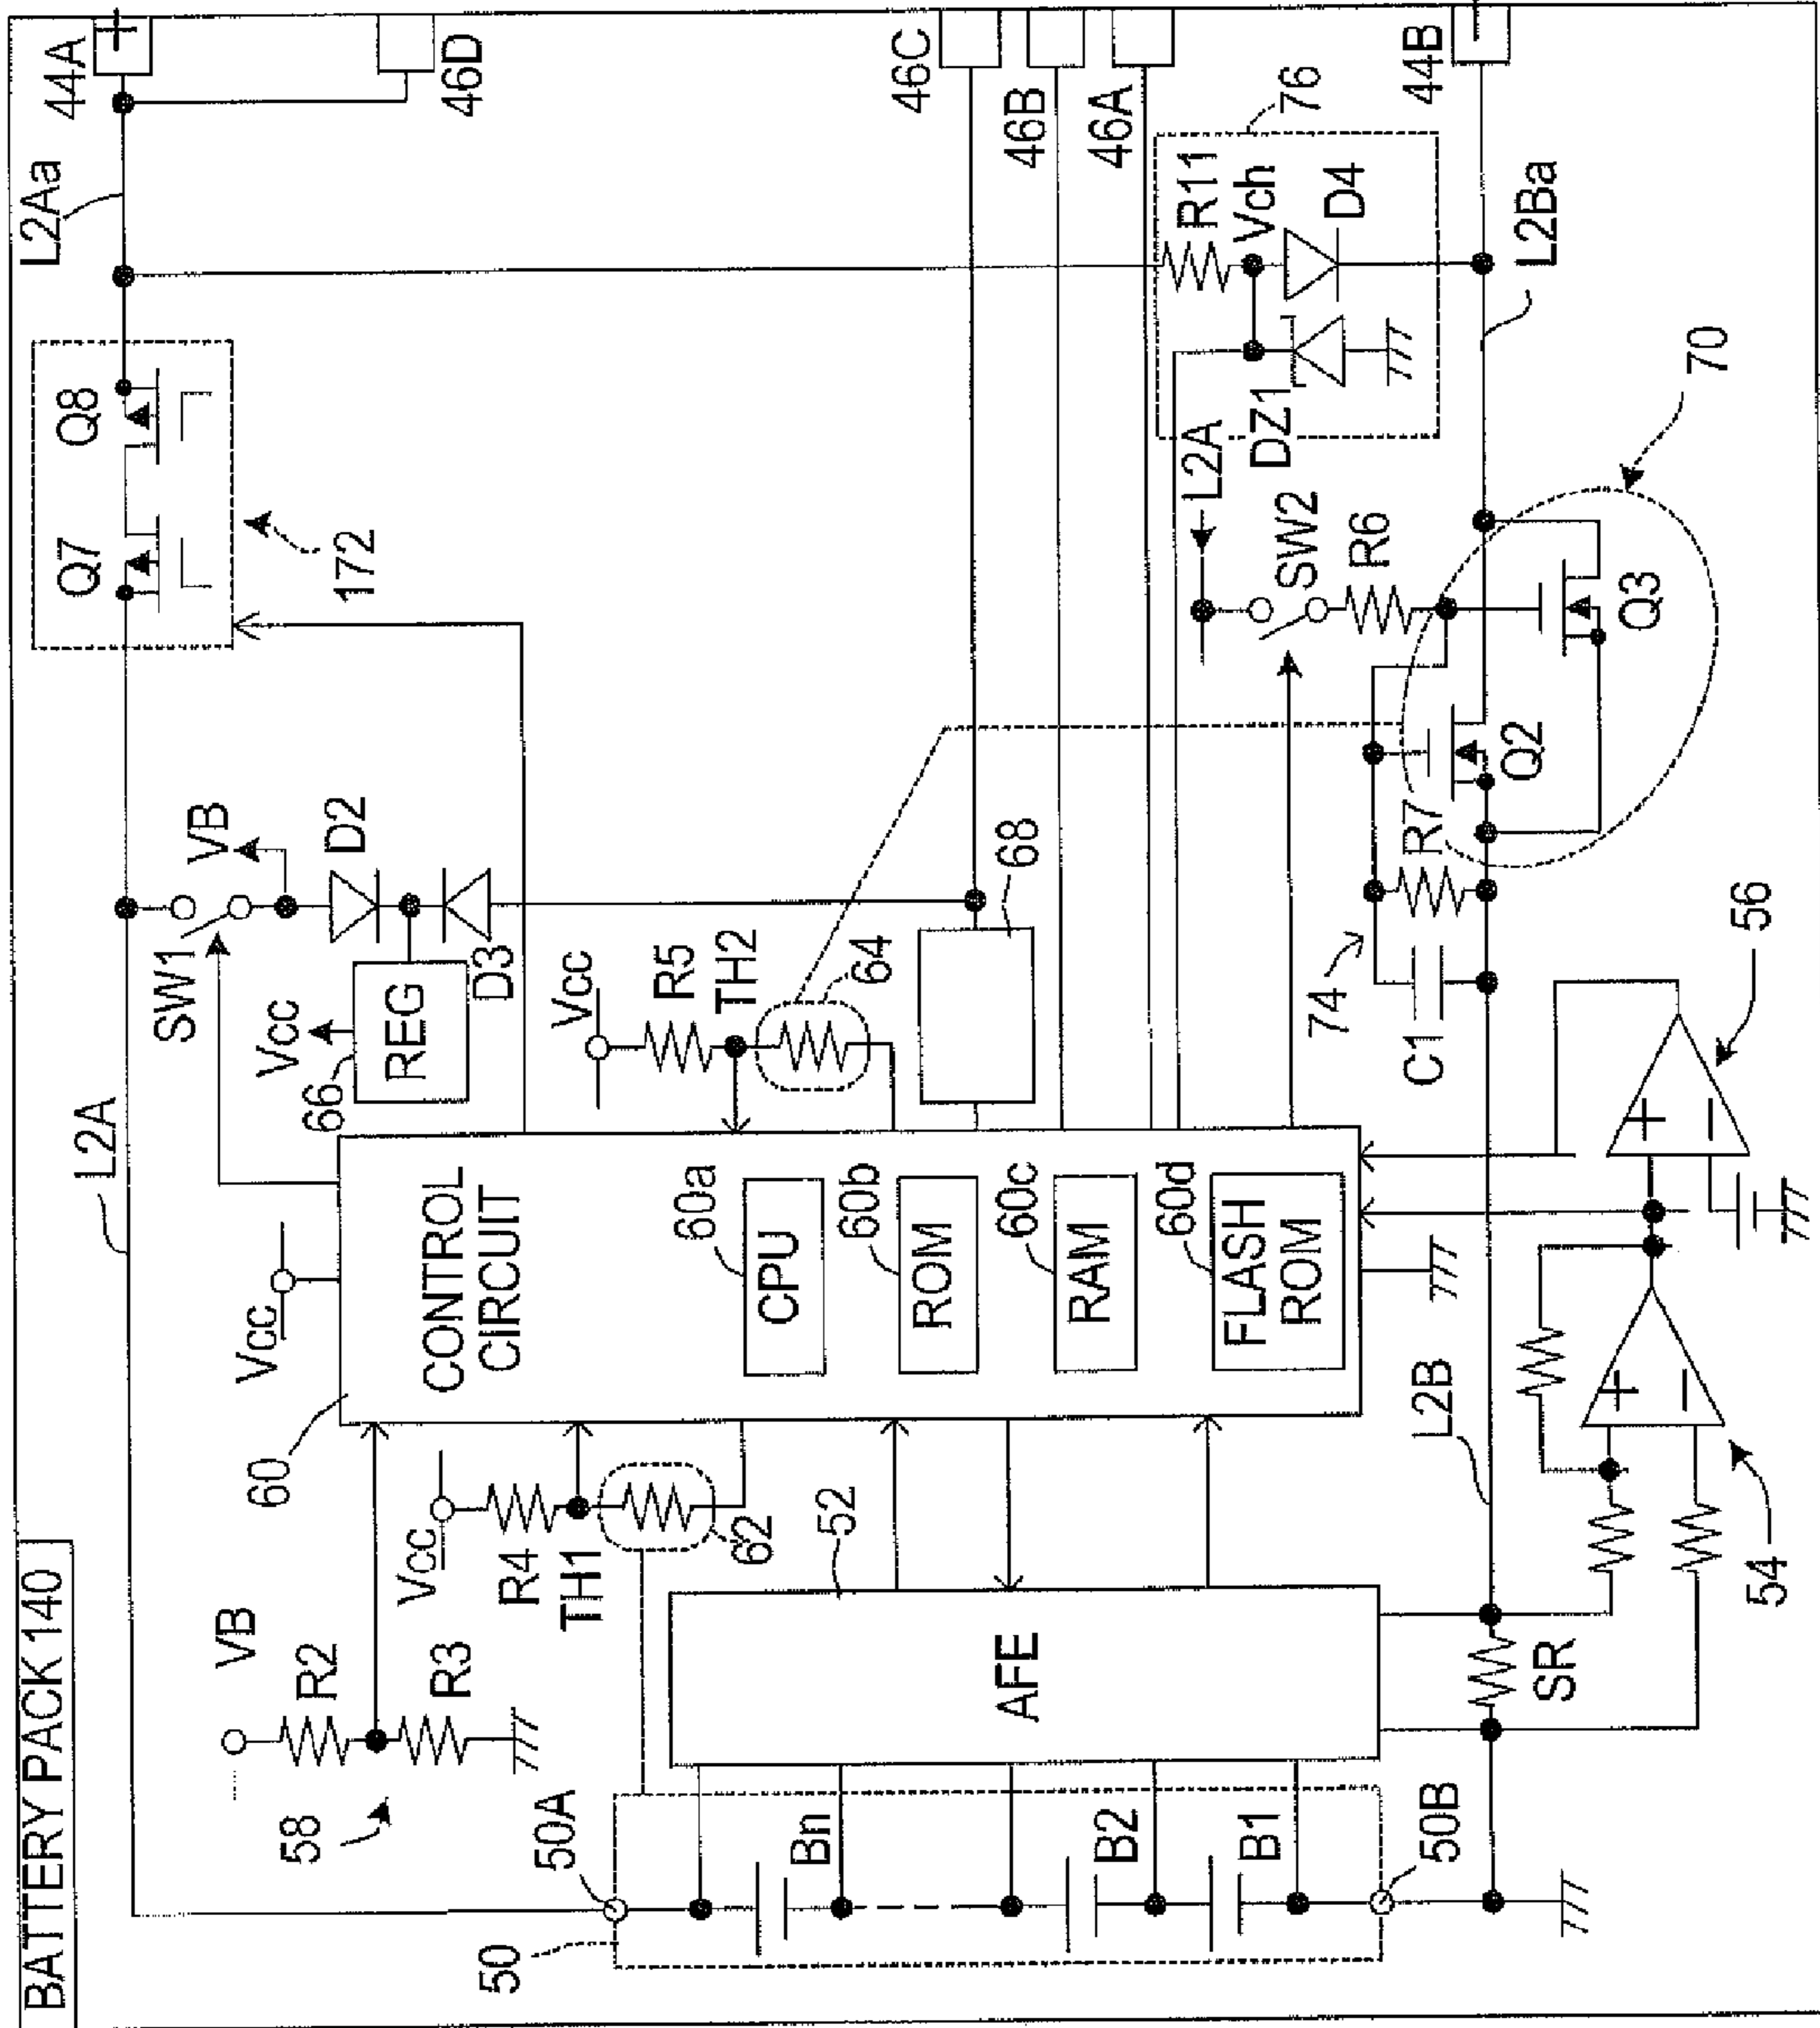 BATTERY PACK 140
L2A
L2Aa
44A
+
46D
172
Q7
Q8
SW1
VB
D2
D3
66
REG
Vcc
VB
R2
R3
58
Vcc
R4
TH1
62
60
Vcc
CONTROL
CIRCUIT
60a
CPU
60b
ROM
60c
RAM
60d
FLASH
ROM
Vcc
R5
TH2
64
68
46C
46B
46A
76
R11
Vch
DZ1
D4
L2A
SW2
R6
50
50A
Bn
B2
B1
50B
52
AFE
SR
L2B
74
C1
R7
Q2
Q3
70
L2Ba
44B
−
54
+
−
56
+
−